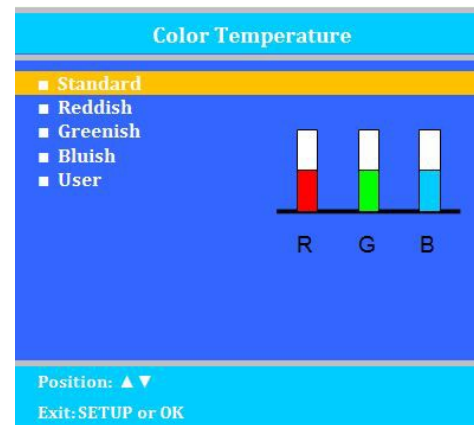 Color Temperature
■ Standard
■ Reddish
■ Greenish
■ Bluish
■ User
R G B
Position: ▲▼
Exit: SETUP or OK